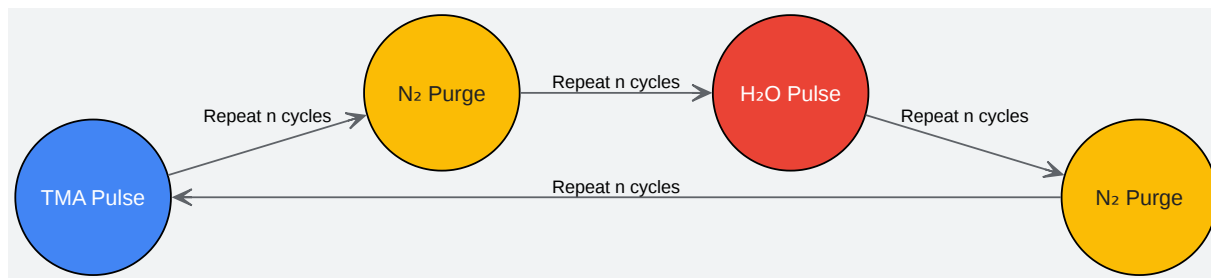 N₂ Purge
Repeat n cycles
H₂O Pulse
Repeat n cycles
Repeat n cycles
TMA Pulse
Repeat n cycles
N₂ Purge